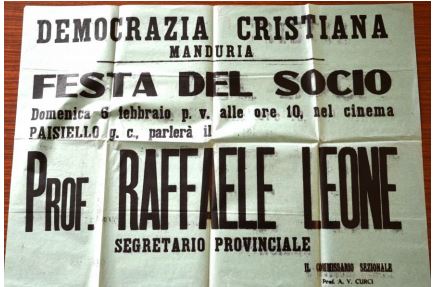 DEMOCRAZIA CRISTIANA
MANDURIA
FESTA DEL SOCIO
Domenica 6 febbraio p. v. alle ore 10, nel cinema
PAISIELLO g. c., parlerà il
PROF. RAFFAELE LEONE
SEGRETARIO PROVINCIALE
IL COMMISSARIO SEZIONALE
Prof. A. V. CURCI